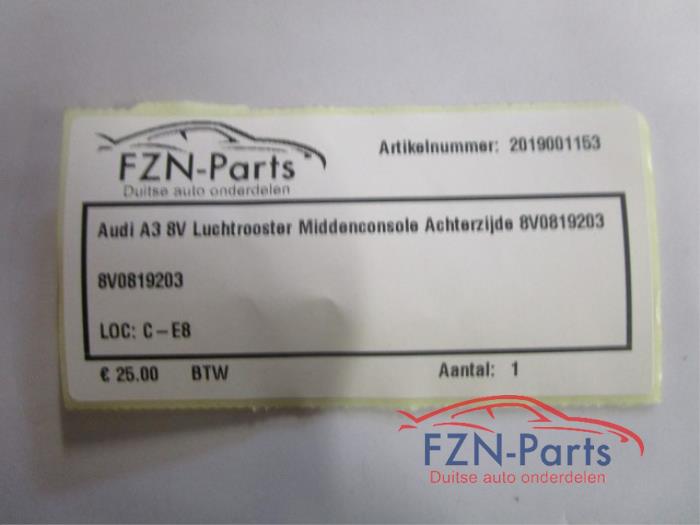 FZN-Parts
Duitse auto onderdelen
Artikelnummer: 2019001153
Audi A3 8V Luchtrooster Middenconsole Achterzijde 8V0819203
8V0819203
LOC: C-E8
€ 25.00 BTW Aantal: 1
FZN-Parts
Duitse auto onderdelen